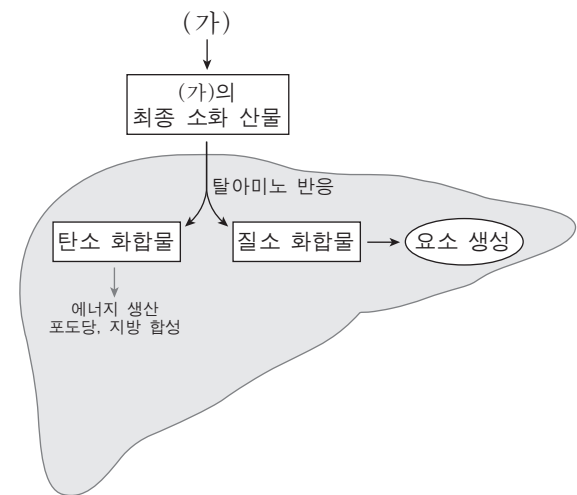 (가)
(가)의
최종 소화 산물
탈아미노 반응
탄소 화합물
질소 화합물
요소 생성
에너지 생산
포도당, 지방 합성